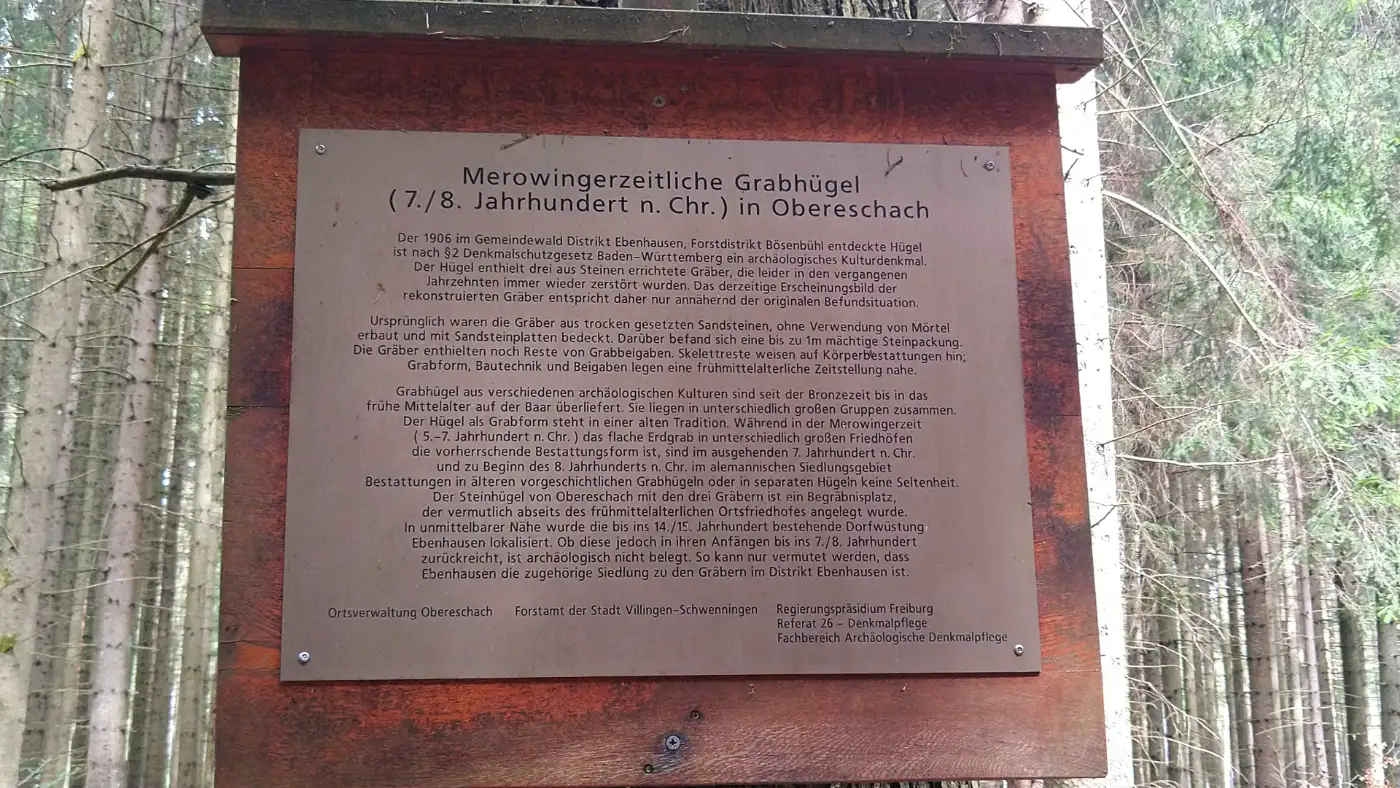 Merowingerzeitliche Grabhügel
( 7./8. Jahrhundert n. Chr. ) in Obereschach
Der 1906 im Gemeindewald Distrikt Ebenhausen, Forstdistrikt Bösenbühl entdeckte Hügel
ist nach §2 Denkmalschutzgesetz Baden-Württemberg ein archäologisches Kulturdenkmal.
Der Hügel enthielt drei aus Steinen errichtete Gräber, die leider in den vergangenen
Jahrzehnten immer wieder zerstört wurden. Das derzeitige Erscheinungsbild der
rekonstruierten Gräber entspricht daher nur annähernd der originalen Befundsituation.
Ursprünglich waren die Gräber aus trocken gesetzten Sandsteinen, ohne Verwendung von Mörtel
erbaut und mit Sandsteinplatten bedeckt. Darüber befand sich eine bis zu 1m mächtige Steinpackung.
Die Gräber enthielten noch Reste von Grabbeigaben. Skelettreste weisen auf Körperbestattungen hin;
Grabform, Bautechnik und Beigaben legen eine frühmittelalterliche Zeitstellung nahe.
Grabhügel aus verschiedenen archäologischen Kulturen sind seit der Bronzezeit bis in das
frühe Mittelalter auf der Baar überliefert. Sie liegen in unterschiedlich großen Gruppen zusammen.
Der Hügel als Grabform steht in einer alten Tradition. Während in der Merowingerzeit
( 5.-7. Jahrhundert n. Chr. ) das flache Erdgrab in unterschiedlich großen Friedhöfen
die vorherrschende Bestattungsform ist, sind im ausgehenden 7. Jahrhundert n. Chr.
und zu Beginn des 8. Jahrhunderts n. Chr. im alemannischen Siedlungsgebiet
Bestattungen in älteren vorgeschichtlichen Grabhügeln oder in separaten Hügeln keine Seltenheit.
Der Steinhügel von Obereschach mit den drei Gräbern ist ein Begräbnisplatz,
der vermutlich abseits des frühmittelalterlichen Ortsfriedhofes angelegt wurde.
In unmittelbarer Nähe wurde die bis ins 14./15. Jahrhundert bestehende Dorfwüstung
Ebenhausen lokalisiert. Ob diese jedoch in ihren Anfängen bis ins 7./8. Jahrhundert
zurückreicht, ist archäologisch nicht belegt. So kann nur vermutet werden, dass
Ebenhausen die zugehörige Siedlung zu den Gräbern im Distrikt Ebenhausen ist.
Ortsverwaltung Obereschach Forstamt der Stadt Villingen-Schwenningen Regierungspräsidium Freiburg
Referat 26 - Denkmalpflege
Fachbereich Archäologische Denkmalpflege